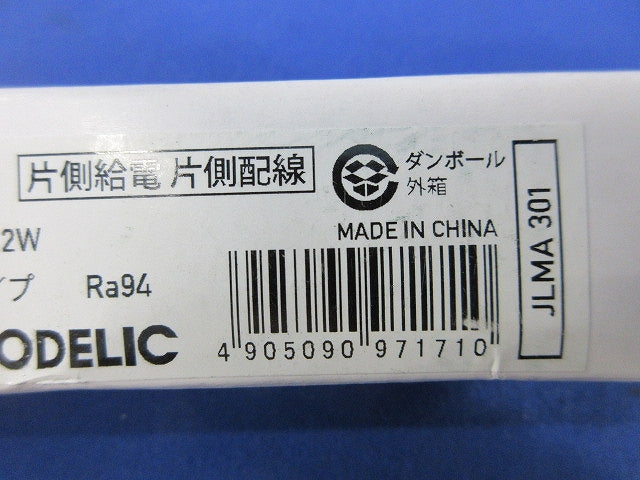 片側給電 片側配線
ダンボール
外箱
MADE IN CHINA
2W
イプ Ra94
ODELIC
4 905090 971710
JLMA 301